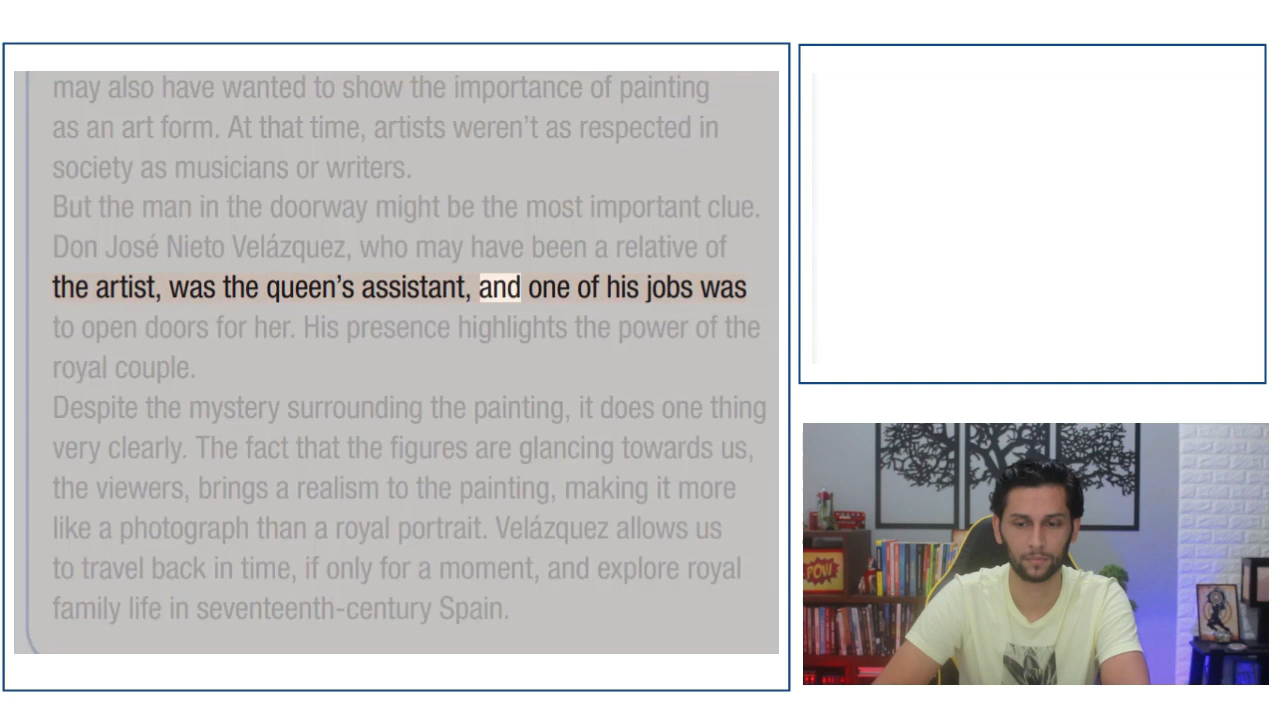 may also have wanted to show the importance of painting
as an art form. At that time, artists weren't as respected in
society as musicians or writers.
But the man in the doorway might be the most important clue.
Don José Nieto Velázquez, who may have been a relative of
the artist, was the queen's assistant, and one of his jobs was
to open doors for her. His presence highlights the power of the
royal couple.
Despite the mystery surrounding the painting, it does one thing
very clearly. The fact that the figures are glancing towards us,
the viewers, brings a realism to the painting, making it more
like a photograph than a royal portrait. Velázquez allows us
to travel back in time, if only for a moment, and explore royal
family life in seventeenth-century Spain.
POW